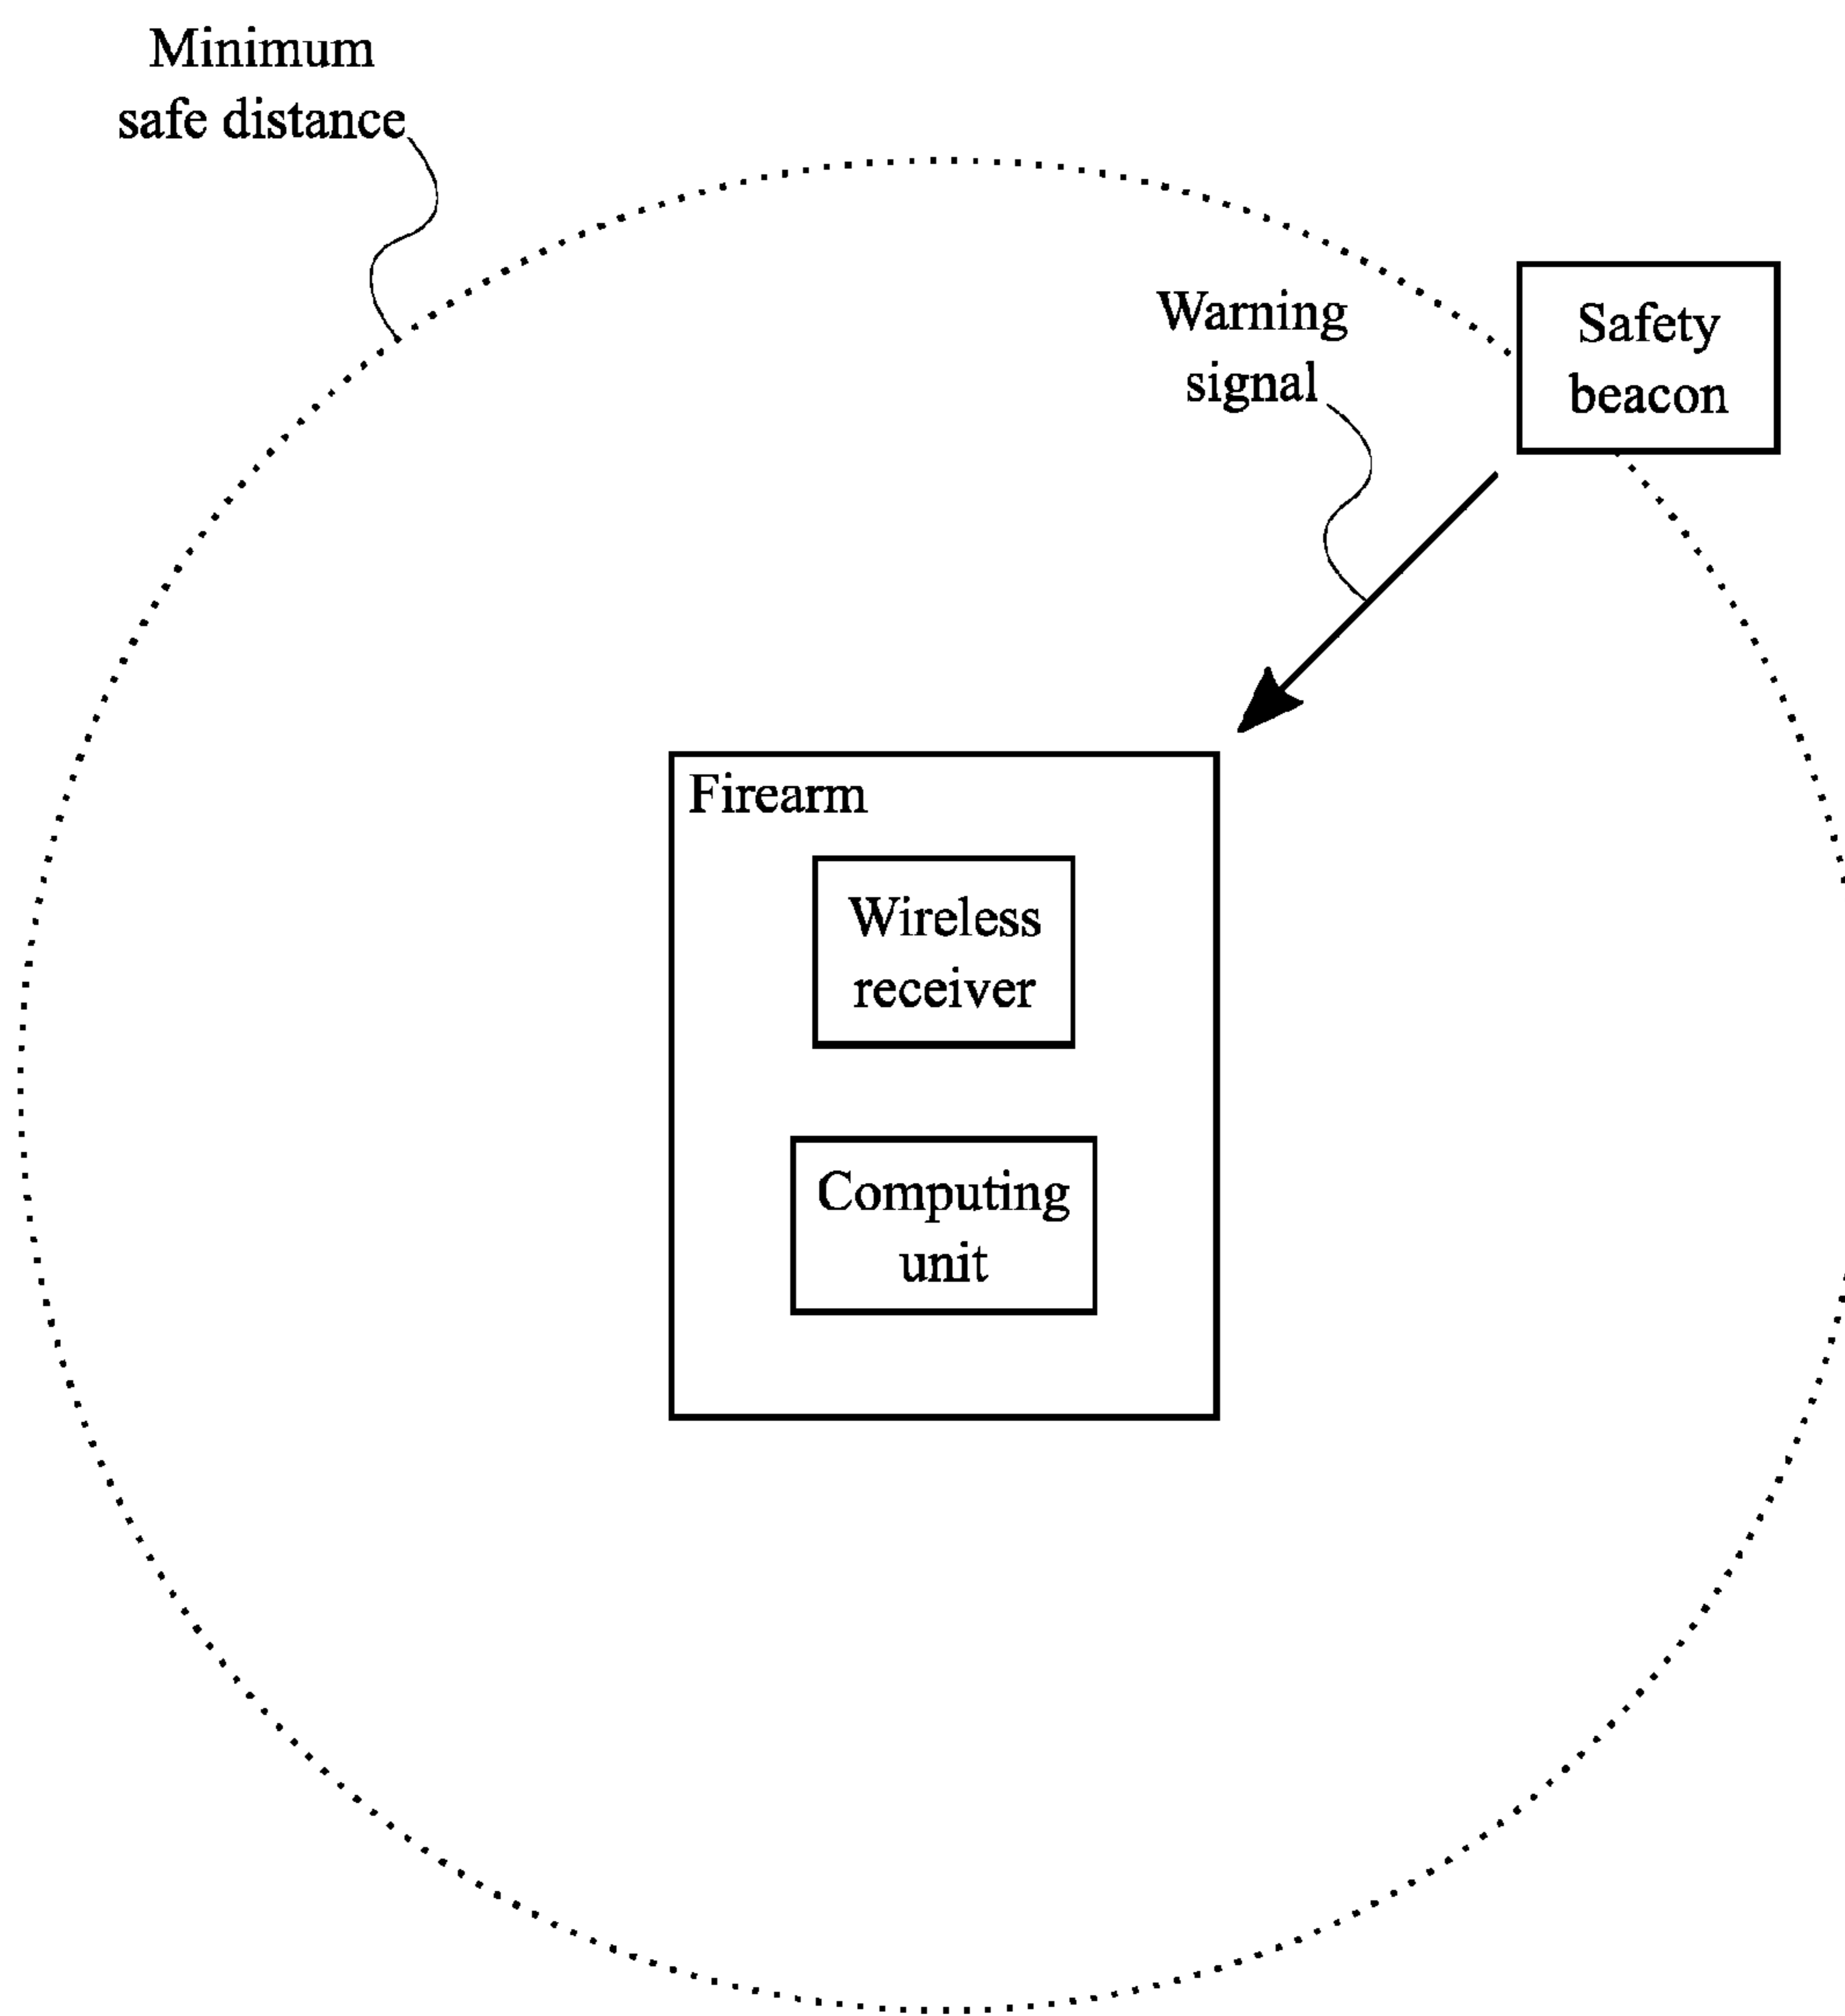 Minimum
safe distance
Warning
signal
Safety
beacon
Firearm
Wireless
receiver
Computing
unit